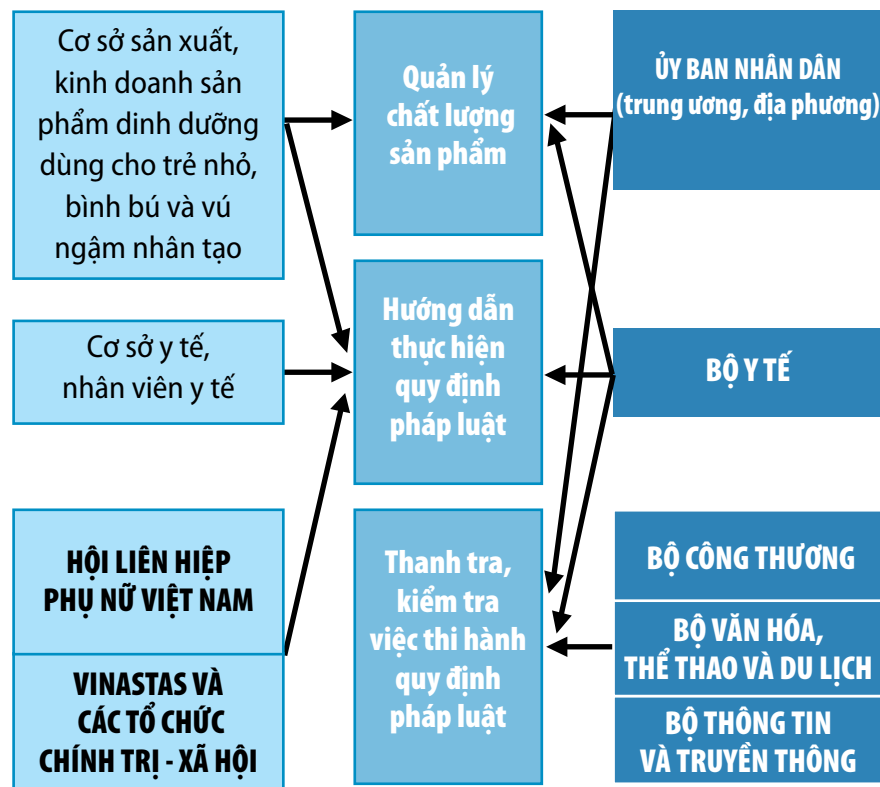 Cơ sở sản xuất,
kinh doanh sản
phẩm dinh dưỡng
dùng cho trẻ nhỏ,
bình bú và vú
ngậm nhân tạo
Cơ sở y tế,
nhân viên y tế
HỘI LIÊN HIỆP
PHỤ NỮ VIỆT NAM
VINASTAS VÀ
CÁC TỔ CHỨC
CHÍNH TRỊ - XÃ HỘI
Quản lý
chất lượng
sản phẩm
Hướng dẫn
thực hiện
quy định
pháp luật
Thanh tra,
kiểm tra
việc thi hành
quy định
pháp luật
ỦY BAN NHÂN DÂN
(trung ương, địa phương)
BỘ Y TẾ
BỘ CÔNG THƯƠNG
BỘ VĂN HÓA,
THỂ THAO VÀ DU LỊCH
BỘ THÔNG TIN
VÀ TRUYỀN THÔNG